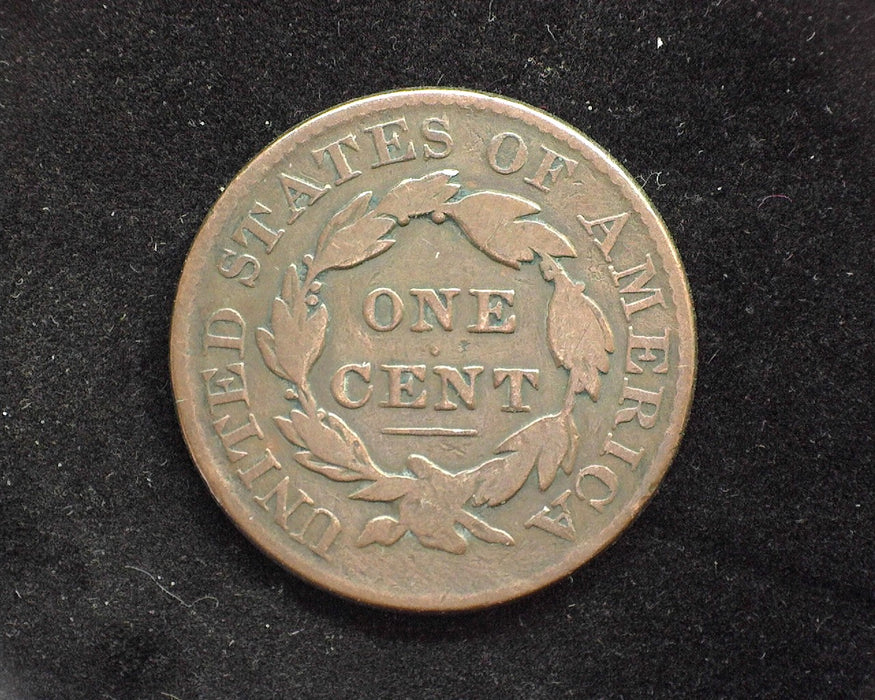 UNITED STATES OF AMERICA
ONE
CENT